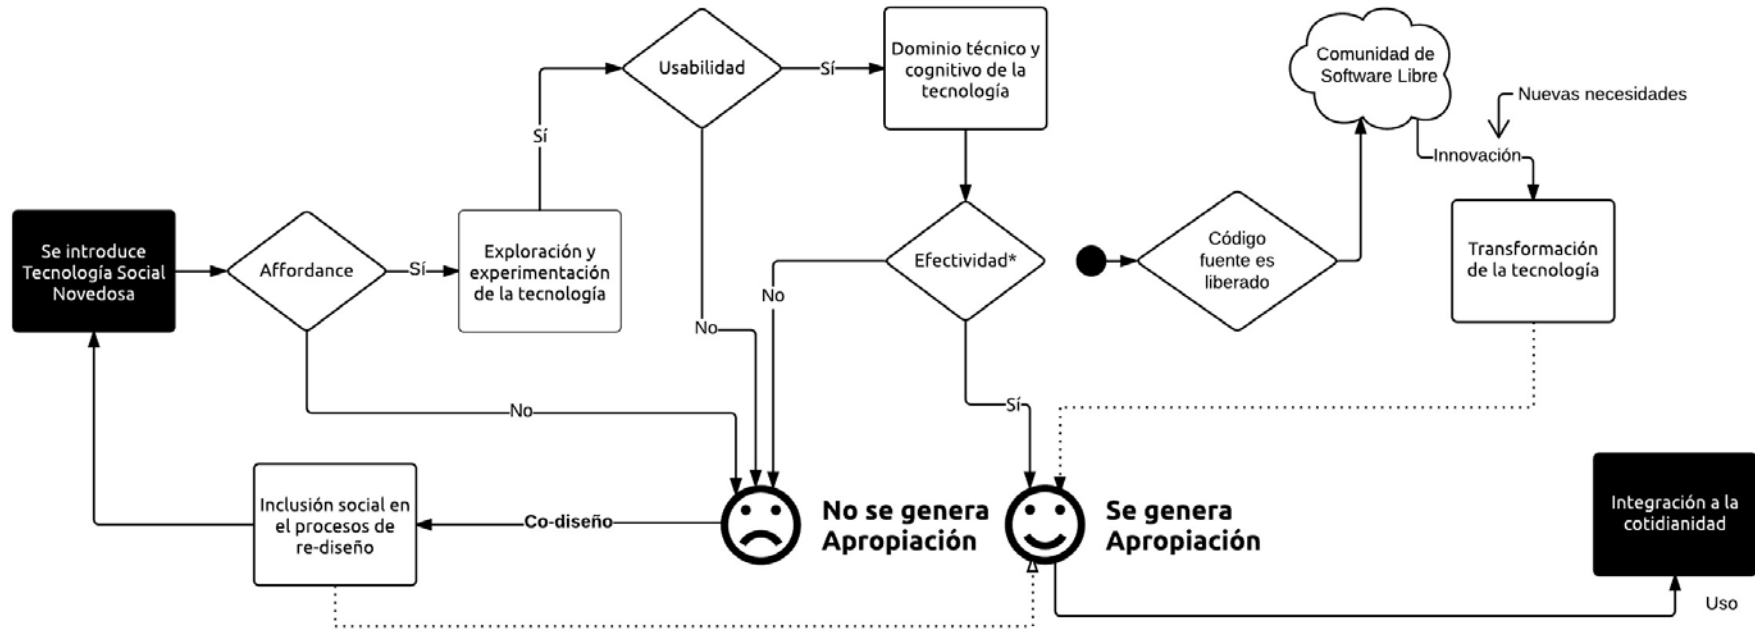 Se introduce
Tecnología Social
Novedosa
Affordance
Sí
Exploración y
experimentación
de la tecnología
Sí
Usabilidad
Sí
Dominio técnico y
cognitivo de la
tecnología
No
Efectividad*
No
Sí
No
Código
fuente es
liberado
Comunidad de
Software Libre
Nuevas necesidades
Innovación
Transformación
de la tecnología
Inclusión social en
el procesos de
re-diseño
Co-diseño
No se genera
Apropiación
Se genera
Apropiación
Integración a la
cotidianidad
Uso